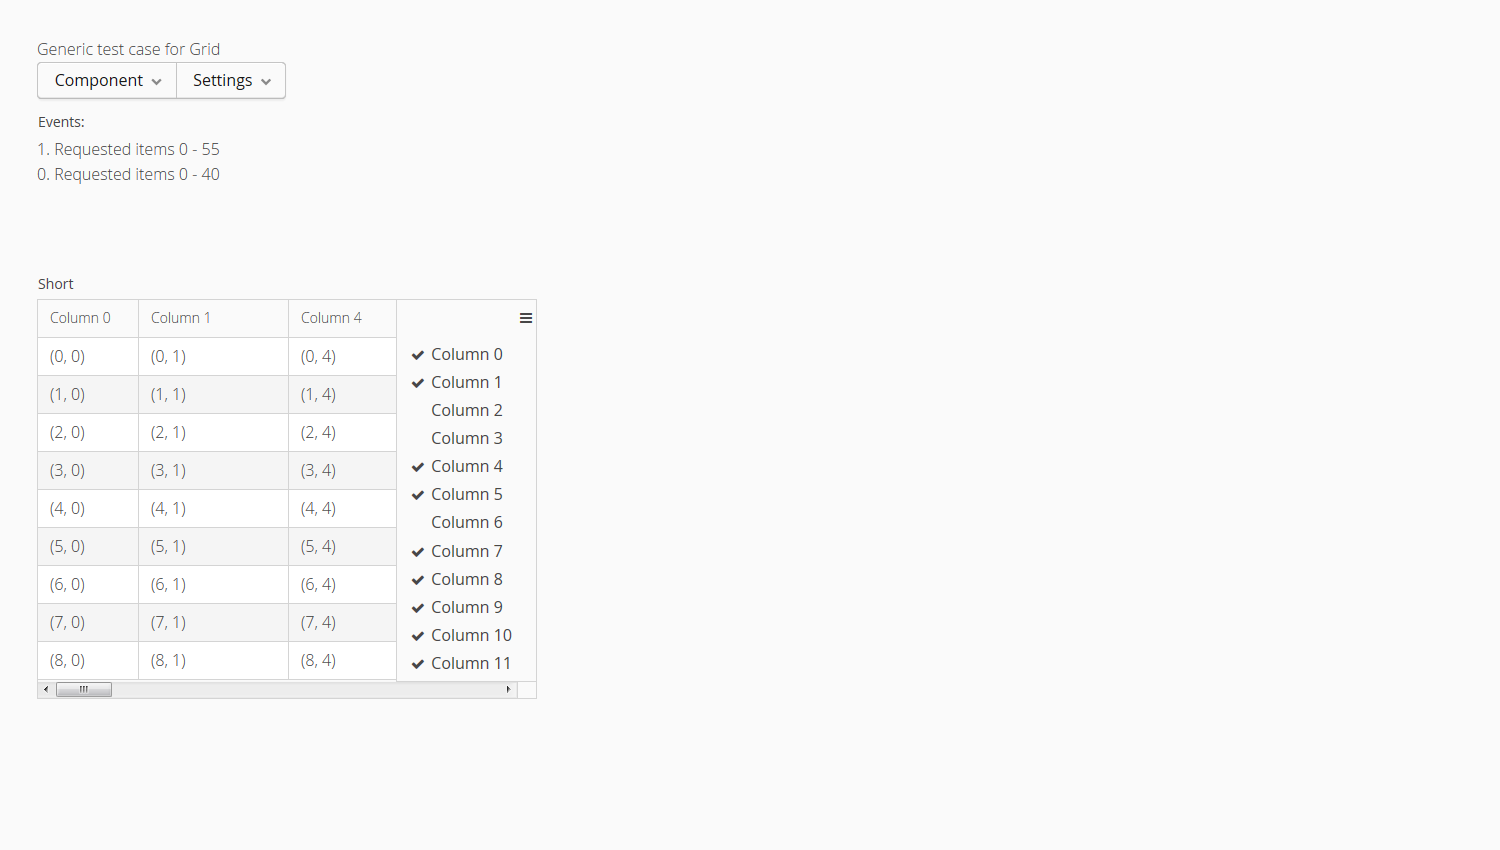 Generic test case for Grid
Component Settings
Events:
1. Requested items 0 - 55
0. Requested items 0 - 40
Short
Column 0 Column 1 Column 4
(0, 0) (0, 1) (0, 4)
(1, 0) (1, 1) (1, 4)
(2, 0) (2, 1) (2, 4)
(3, 0) (3, 1) (3, 4)
(4, 0) (4, 1) (4, 4)
(5, 0) (5, 1) (5, 4)
(6, 0) (6, 1) (6, 4)
(7, 0) (7, 1) (7, 4)
(8, 0) (8, 1) (8, 4)
Column 0
Column 1
Column 2
Column 3
Column 4
Column 5
Column 6
Column 7
Column 8
Column 9
Column 10
Column 11